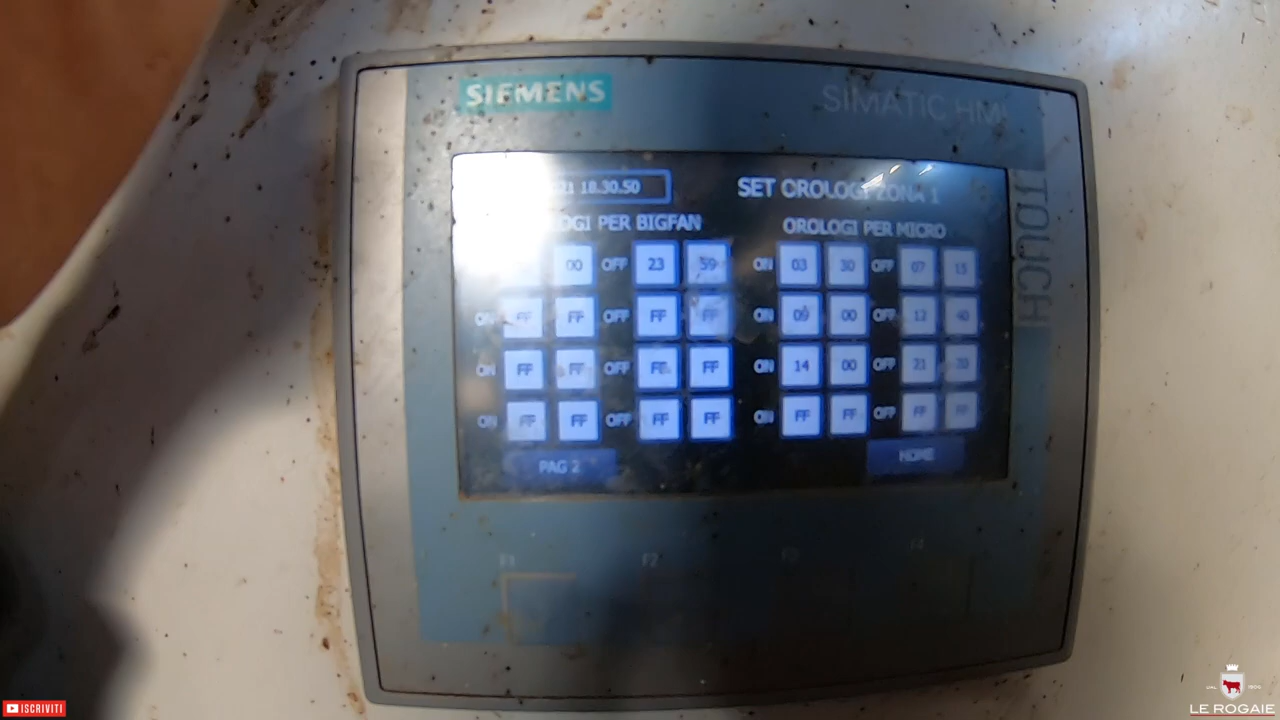 SIEMENS
SIMATIC HMI
TOUCH
21 18.30.50
SET OROLOGI ZONA 1
OGI PER BIGFAN
OROLOGI PER MICRO
00 OFF 23 59 ON 03 30 OFF 07 15
ON FF FF OFF FF FF ON 09 00 OFF 12 40
ON FF FF OFF FF FF ON 14 00 OFF 21
ON FF FF OFF FF FF ON FF FF OFF FF FF
PAG 2
HOME
F1 F2 F3 F4
ISCRIVITI
DAL
LE ROGAIE